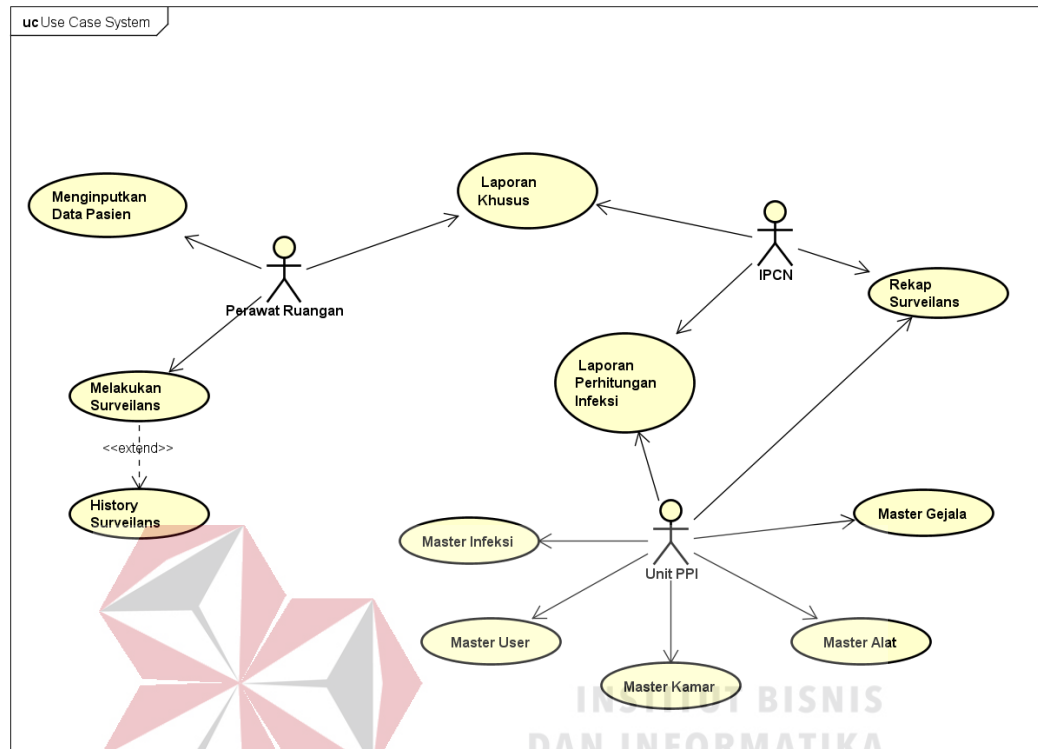 uc Use Case System
Menginputkan
Data Pasien
Laporan
Khusus
Perawat Ruangan
IPCN
Rekap
Surveilans
Laporan
Perhitungan
Infeksi
Melakukan
Surveilans
<<extend>>
History
Surveilans
Master Gejala
Master Infeksi
Unit PPI
Master User
Master Alat
Master Kamar
INSTITUT BISNIS
DAN INFORMATIKA